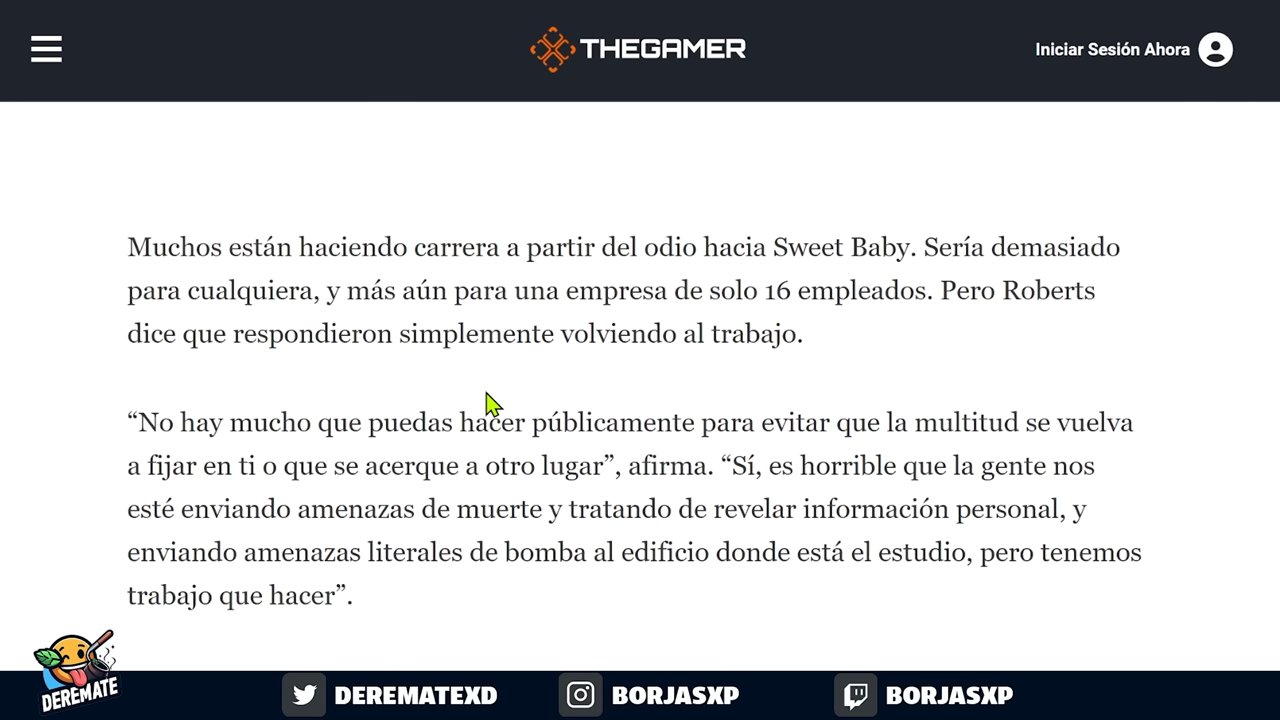 THEGAMER
Iniciar Sesión Ahora
Muchos están haciendo carrera a partir del odio hacia Sweet Baby. Sería demasiado
para cualquiera, y más aún para una empresa de solo 16 empleados. Pero Roberts
dice que respondieron simplemente volviendo al trabajo.
“No hay mucho que puedas hacer públicamente para evitar que la multitud se vuelva
a fijar en ti o que se acerque a otro lugar”, afirma. “Sí, es horrible que la gente nos
esté enviando amenazas de muerte y tratando de revelar información personal, y
enviando amenazas literales de bomba al edificio donde está el estudio, pero tenemos
trabajo que hacer”.
DEREMATE
DEREMATEXD
BORJASXP
BORJASXP